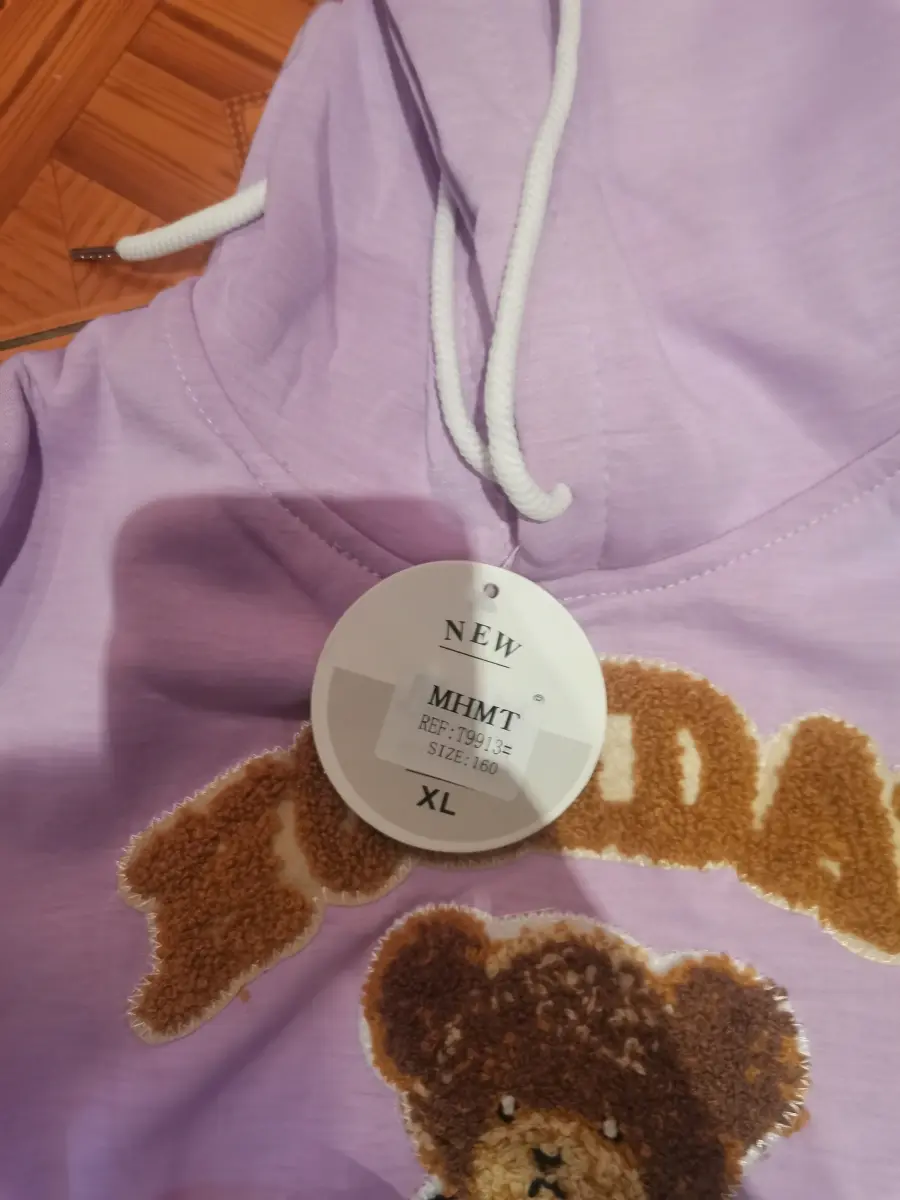 NEW
MHMT
REF:T9913=
SIZE:160
XL